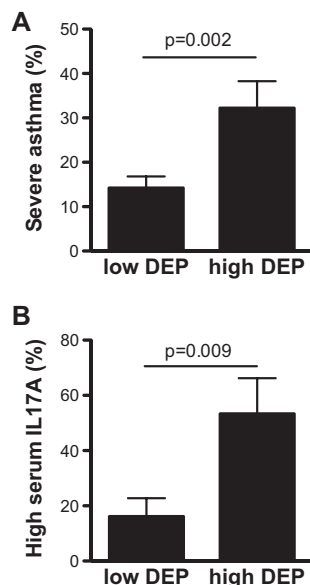 A
p=0.002
Severe asthma (%)
50
40
30
20
10
0
low DEP high DEP
B
p=0.009
High serum IL17A (%)
80
60
40
20
0
low DEP high DEP